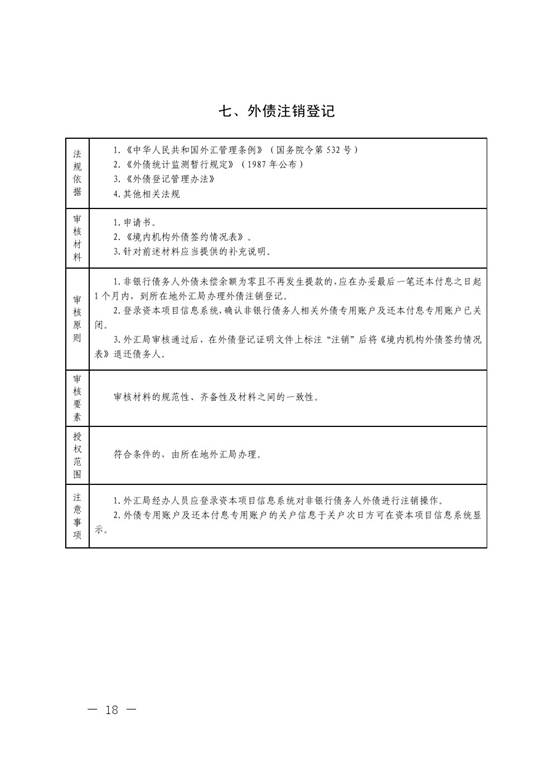 七、外债注销登记
法规依据
1.《中华人民共和国外汇管理条例》（国务院令第 532 号）
2.《外债统计监测暂行规定》（1987 年公布）
3.《外债登记管理办法》
4.其他相关法规
审核材料
1.申请书。
2.《境内机构外债签约情况表》。
3.针对前述材料应当提供的补充说明。
审核原则
1.非银行债务人外债未偿余额为零且不再发生提款的,应在办妥最后一笔还本付息之日起
1 个月内，到所在地外汇局办理外债注销登记。
2.登录资本项目信息系统,确认非银行债务人相关外债专用账户及还本付息专用账户已关
闭。
3.外汇局审核通过后，在外债登记证明文件上标注“注销”后将《境内机构外债签约情况
表》退还债务人。
审核要素
审核材料的规范性、齐备性及材料之间的一致性。
授权范围
符合条件的，由所在地外汇局办理。
注意事项
1.外汇局经办人员应登录资本项目信息系统对非银行债务人外债进行注销操作。
2.外债专用账户及还本付息专用账户的关户信息于关户次日方可在资本项目信息系统显
示。
— 18 —